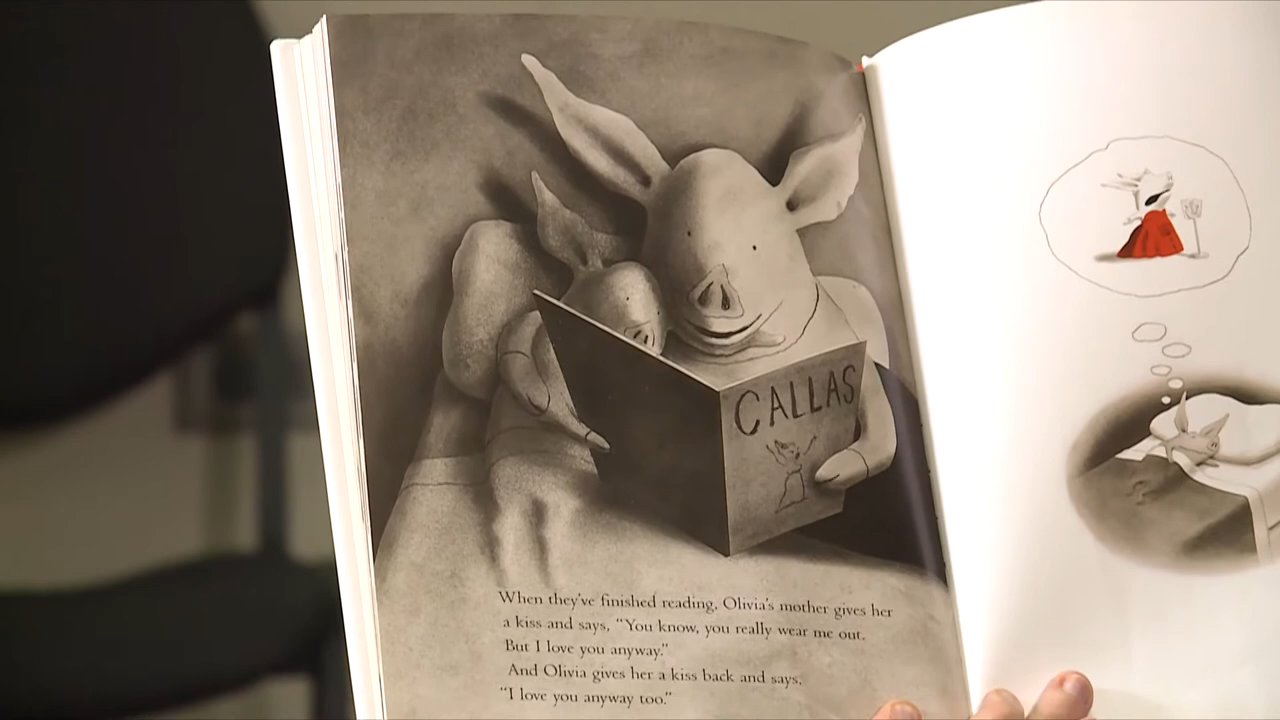 CALLAS
When they've finished reading, Olivia's mother gives her
a kiss and says, "You know, you really wear me out.
But I love you anyway."
And Olivia gives her a kiss back and says,
"I love you anyway too."